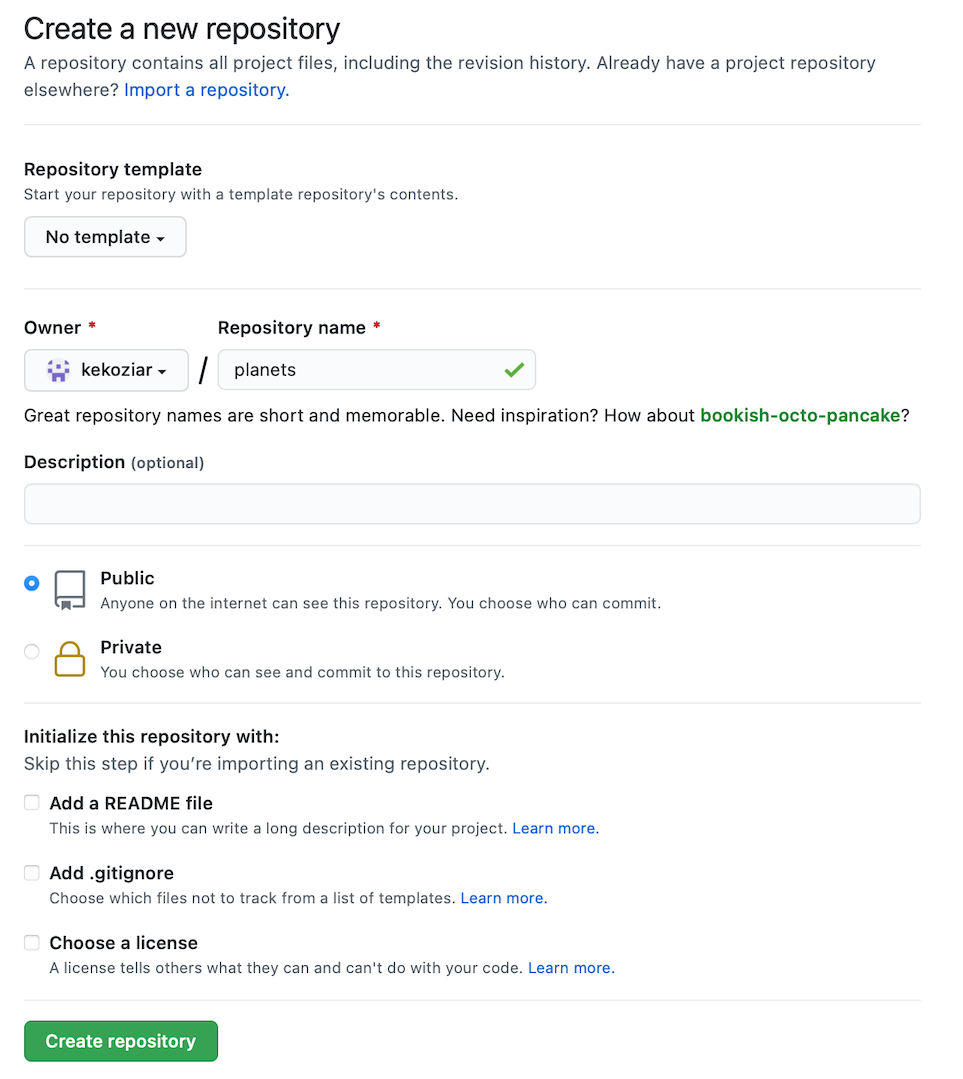 Create a new repository
A repository contains all project files, including the revision history. Already have a project repository
elsewhere? Import a repository.
Repository template
Start your repository with a template repository's contents.
No template
Owner * Repository name *
kekoziar / planets
Great repository names are short and memorable. Need inspiration? How about bookish-octo-pancake?
Description (optional)
Public
Anyone on the internet can see this repository. You choose who can commit.
Private
You choose who can see and commit to this repository.
Initialize this repository with:
Skip this step if you’re importing an existing repository.
Add a README file
This is where you can write a long description for your project. Learn more.
Add .gitignore
Choose which files not to track from a list of templates. Learn more.
Choose a license
A license tells others what they can and can't do with your code. Learn more.
Create repository